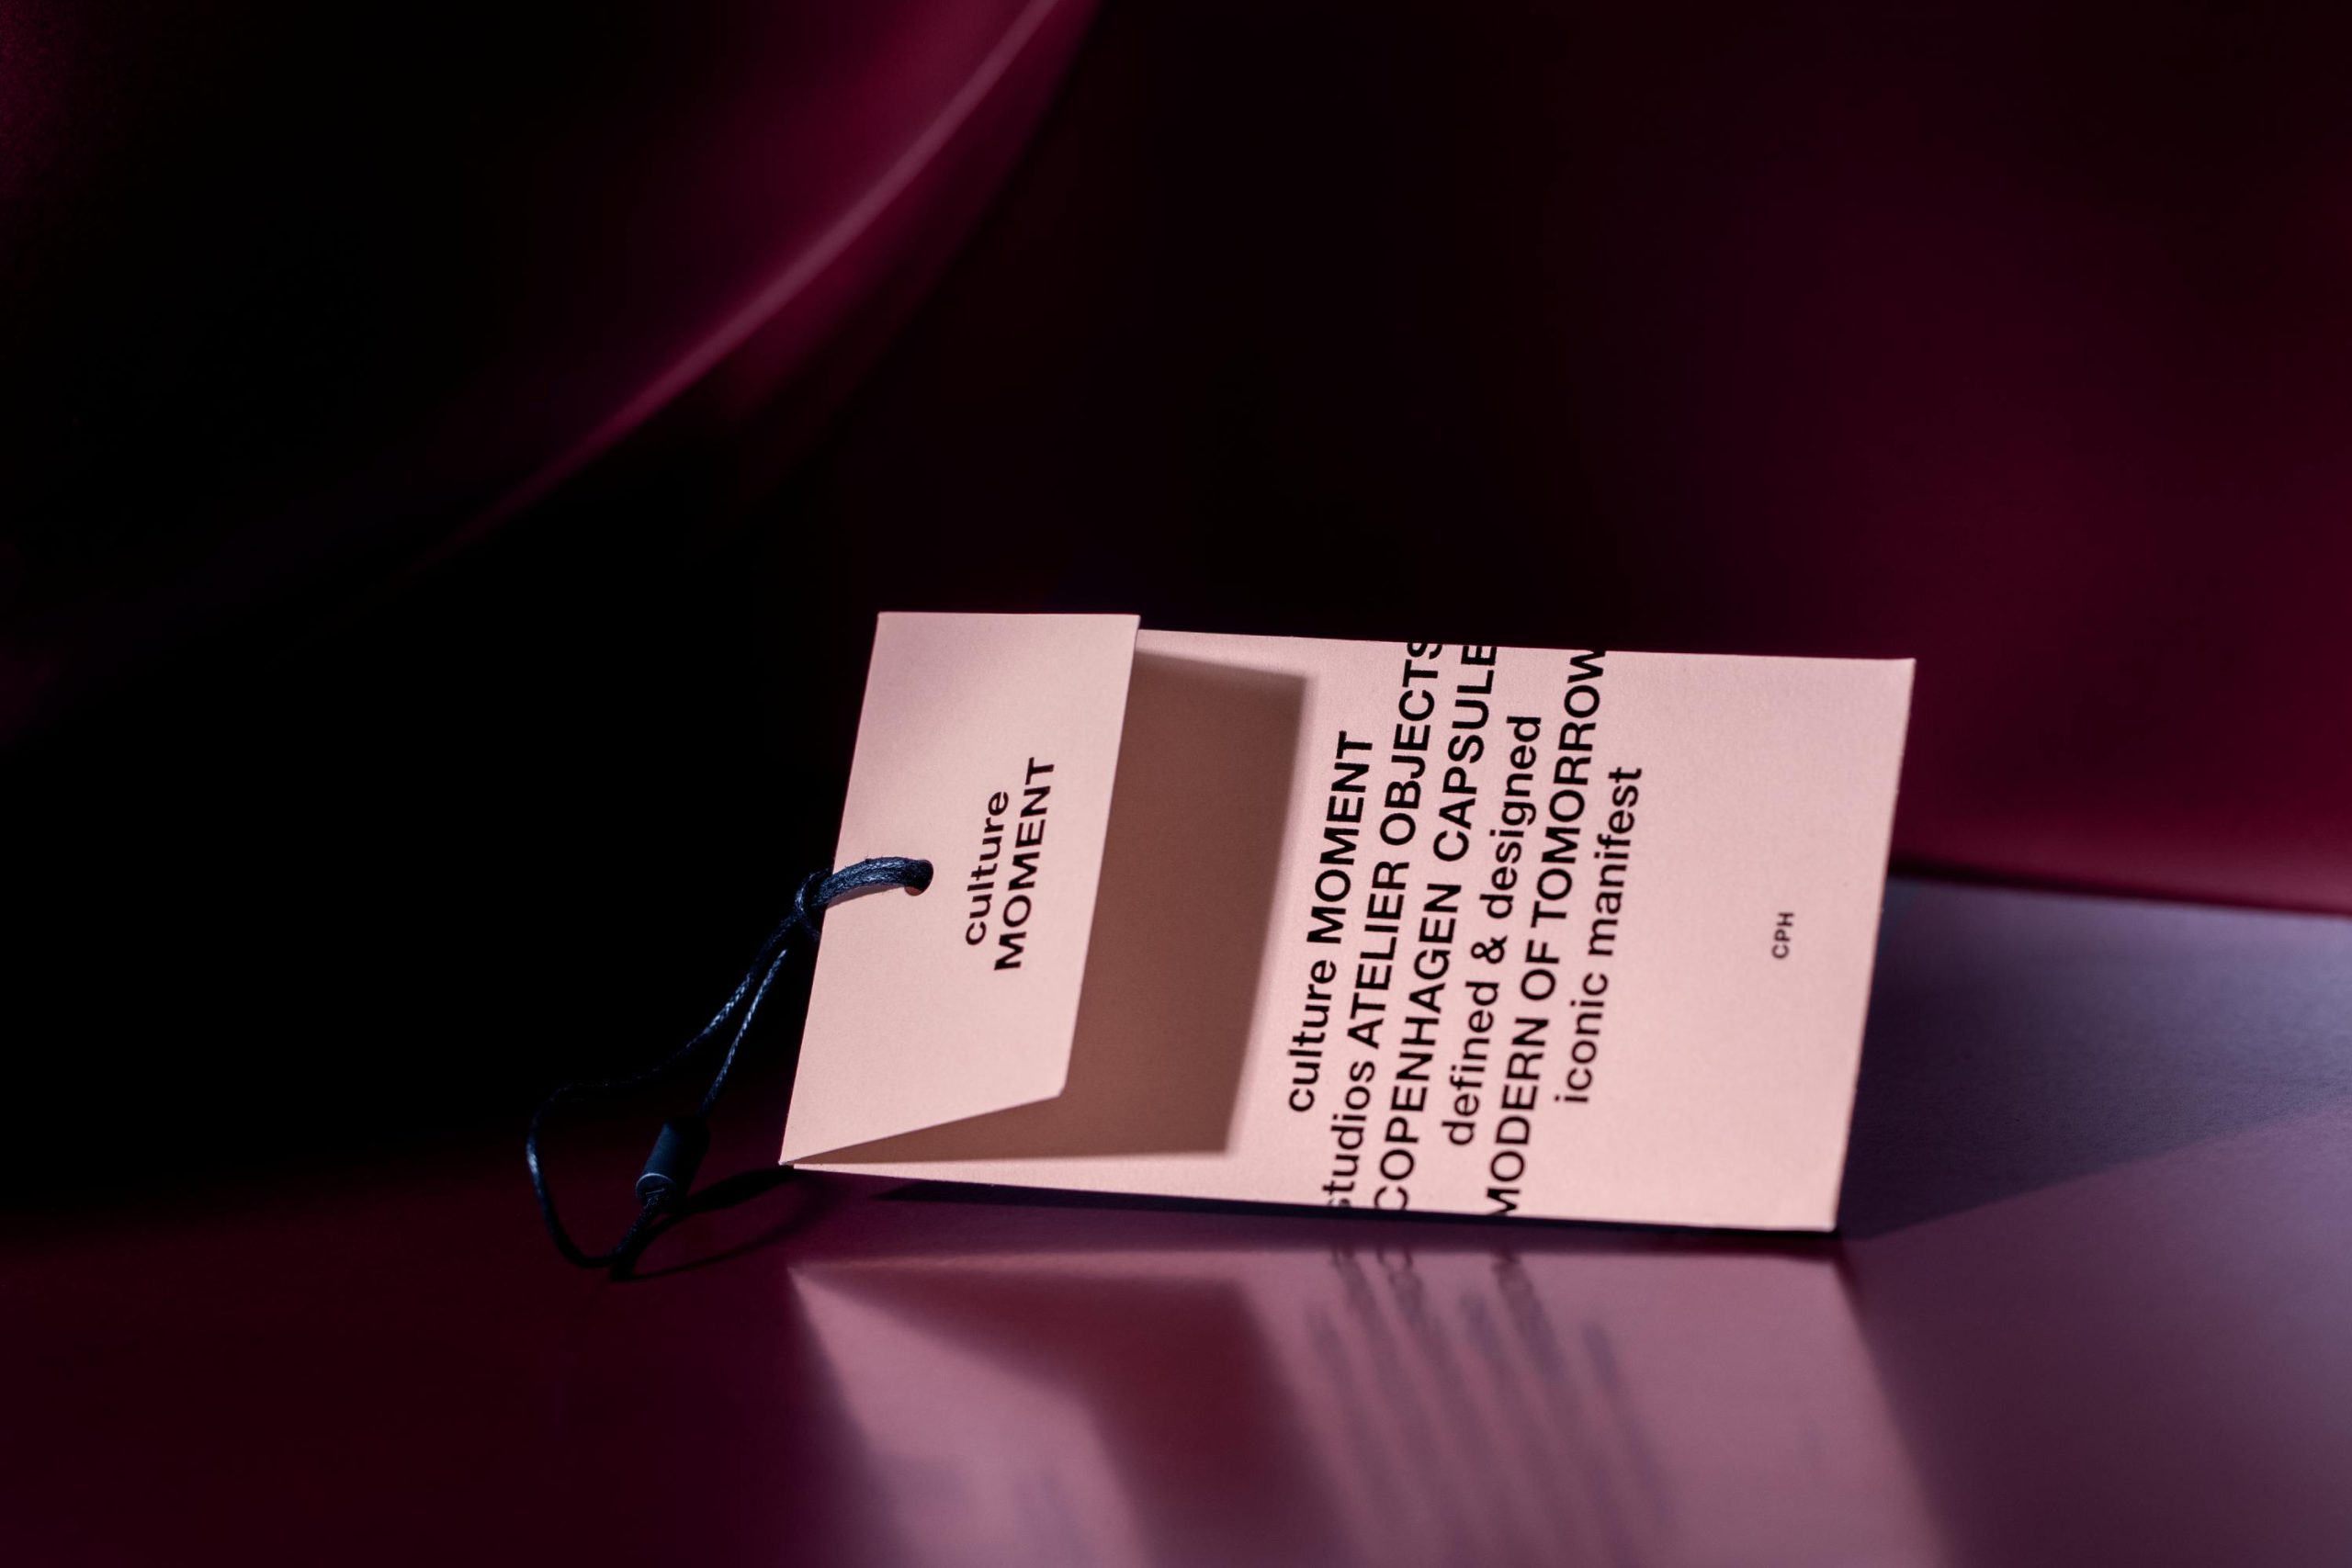 culture
MOMENT
culture MOMENT
studios ATELIER OBJECTS
COPENHAGEN CAPSULE
defined & designed
MODERN OF TOMORROW
iconic manifest
CPH